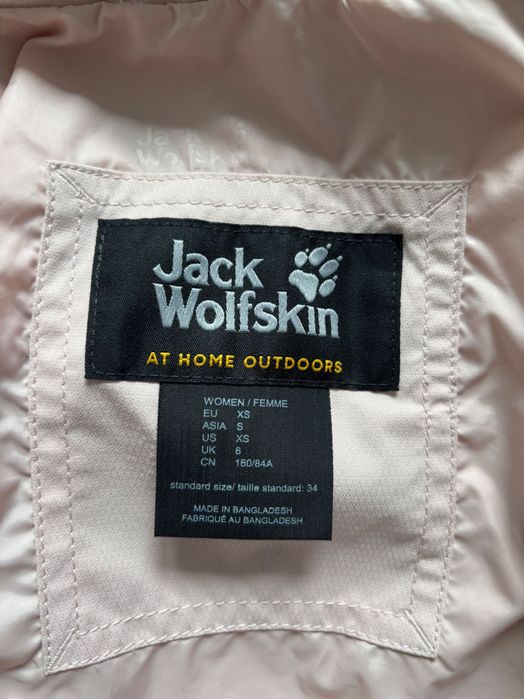 Jack
Wolfskin
AT HOME OUTDOORS
WOMEN / FEMME
EU XS
ASIA S
US XS
UK 6
CN 160/84A
standard size/ taille standard: 34
MADE IN BANGLADESH
FABRIQUÉ AU BANGLADESH